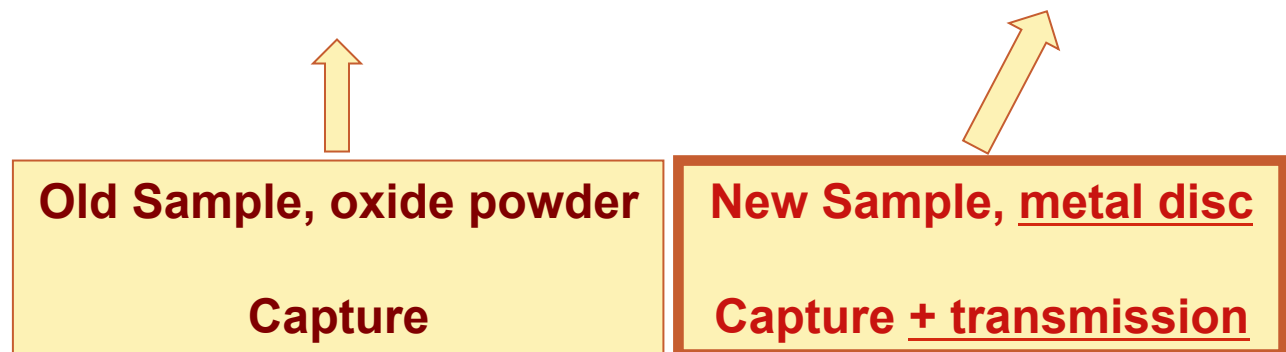 Old Sample, oxide powder
Capture
New Sample, metal disc
Capture + transmission